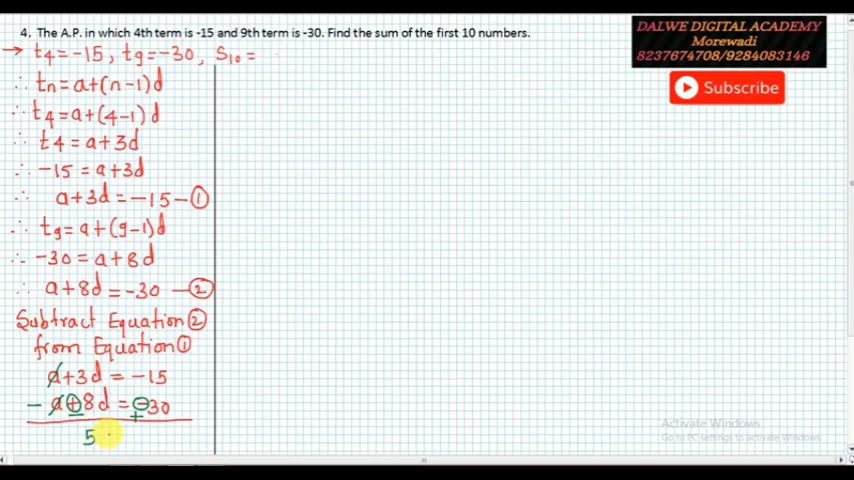 4. The A.P. in which 4th term is -15 and 9th term is -30. Find the sum of the first 10 numbers.
DALWE DIGITAL ACADEMY
Morewadi
8237674708/9284083146
Subscribe
→ t4 = -15, t9 = -30, S10 =
∴ tn = a+(n-1)d
∴ t4 = a+(4-1)d
∴ t4 = a+3d
∴ -15 = a+3d
∴ a+3d = -15 - ①
∴ t9 = a+(9-1)d
∴ -30 = a+8d
∴ a+8d = -30 - ②
Subtract Equation ②
from Equation ①
a+3d = -15
- a+8d = -30
- +
5
Activate Windows
Go to PC settings to activate Windows.